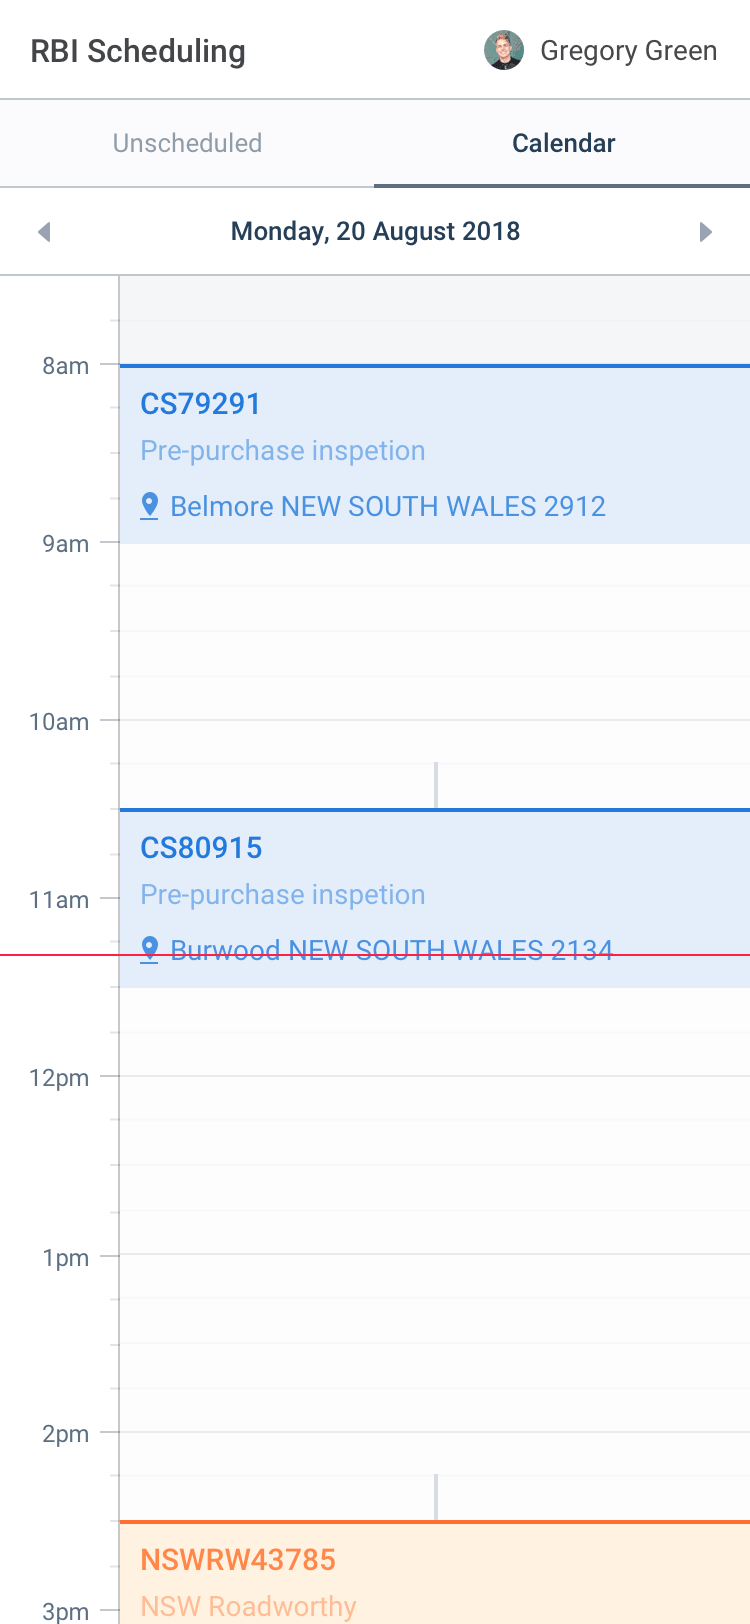 RBI Scheduling
Gregory Green
Unscheduled
Calendar
Monday, 20 August 2018
8am
CS79291
Pre-purchase inspetion
Belmore NEW SOUTH WALES 2912
9am
10am
CS80915
11am
Pre-purchase inspetion
Burwood NEW SOUTH WALES 2134
12pm
1pm
2pm
NSWRW43785
3pm
NSW Roadworthy